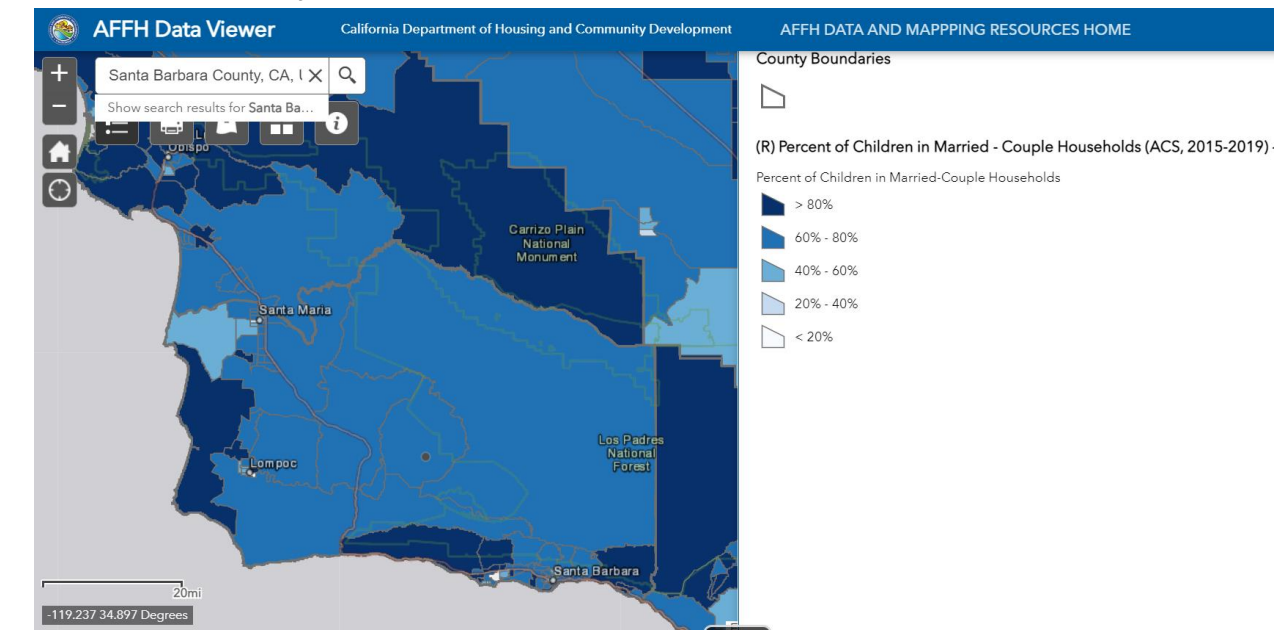 AFFH Data Viewer
California Department of Housing and Community Development
AFFH DATA AND MAPPPING RESOURCES HOME
+
Santa Barbara County, CA, U
−
Show search results for Santa Ba...
Obispo
Carrizo Plain
National
Monument
Santa Maria
Los Padres
National
Forest
Lompoc
Santa Barbara
20mi
-119.237 34.897 Degrees
County Boundaries
(R) Percent of Children in Married - Couple Households (ACS, 2015-2019) -
Percent of Children in Married-Couple Households
> 80%
60% - 80%
40% - 60%
20% - 40%
< 20%